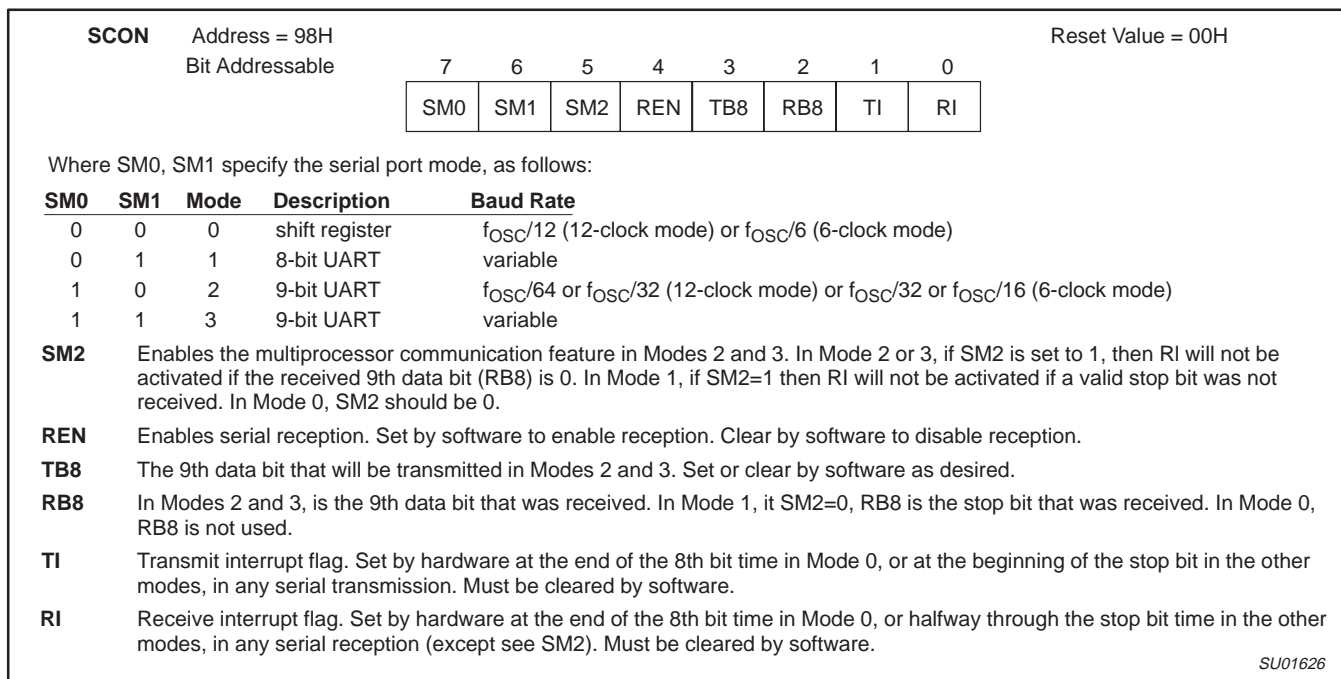 SCON Address = 98H Reset Value = 00H
Bit Addressable 7 6 5 4 3 2 1 0
SM0 SM1 SM2 REN TB8 RB8 TI RI
Where SM0, SM1 specify the serial port mode, as follows:
SM0 SM1 Mode Description Baud Rate
0 0 0 shift register fOSC/12 (12-clock mode) or fOSC/6 (6-clock mode)
0 1 1 8-bit UART variable
1 0 2 9-bit UART fOSC/64 or fOSC/32 (12-clock mode) or fOSC/32 or fOSC/16 (6-clock mode)
1 1 3 9-bit UART variable
SM2 Enables the multiprocessor communication feature in Modes 2 and 3. In Mode 2 or 3, if SM2 is set to 1, then Rl will not be
activated if the received 9th data bit (RB8) is 0. In Mode 1, if SM2=1 then RI will not be activated if a valid stop bit was not
received. In Mode 0, SM2 should be 0.
REN Enables serial reception. Set by software to enable reception. Clear by software to disable reception.
TB8 The 9th data bit that will be transmitted in Modes 2 and 3. Set or clear by software as desired.
RB8 In Modes 2 and 3, is the 9th data bit that was received. In Mode 1, it SM2=0, RB8 is the stop bit that was received. In Mode 0,
RB8 is not used.
TI Transmit interrupt flag. Set by hardware at the end of the 8th bit time in Mode 0, or at the beginning of the stop bit in the other
modes, in any serial transmission. Must be cleared by software.
RI Receive interrupt flag. Set by hardware at the end of the 8th bit time in Mode 0, or halfway through the stop bit time in the other
modes, in any serial reception (except see SM2). Must be cleared by software.
SU01626